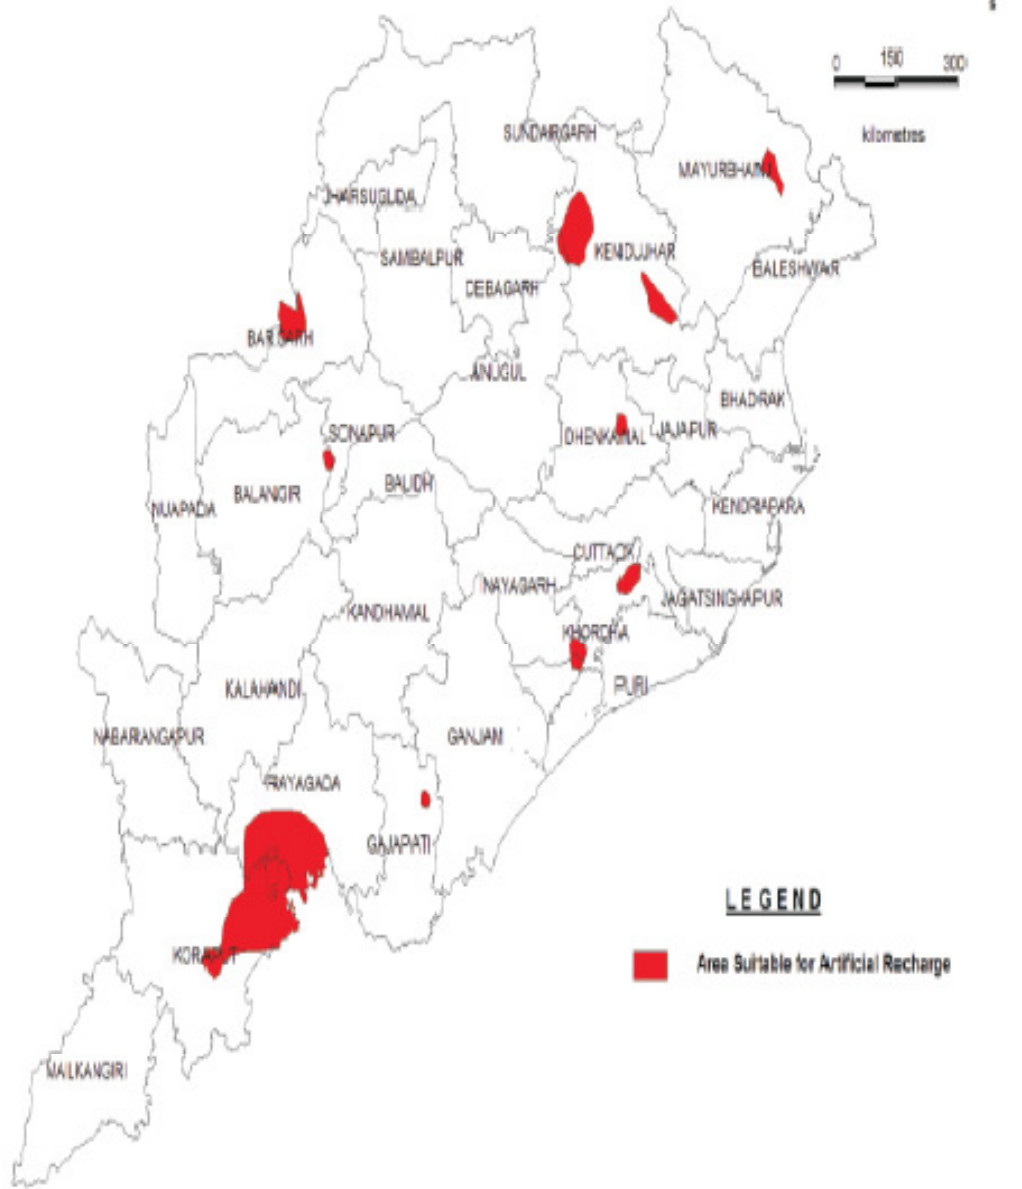 0 150 300
kilometres
SUNDARGARH
MAYURBHANJ
JHARSUGUDA
SAMBALPUR
KENDUJHAR
DEBAGARH
BALESHWAR
BARGARH
ANUGUL
BHADRAK
SONAPUR
DHENKANAL
JAJAPUR
BALANGIR
BAUDH
NUAPADA
KENDRAPARA
CUTTACK
NAYAGARH
JAGATSINGHAPUR
KANDHAMAL
KHORDHA
KALAHANDI
PURI
NABARANGAPUR
GANJAM
RAYAGADA
GAJAPATI
LEGEND
KORAPUT
Area Suitable for Artificial Recharge
MALKANGIRI